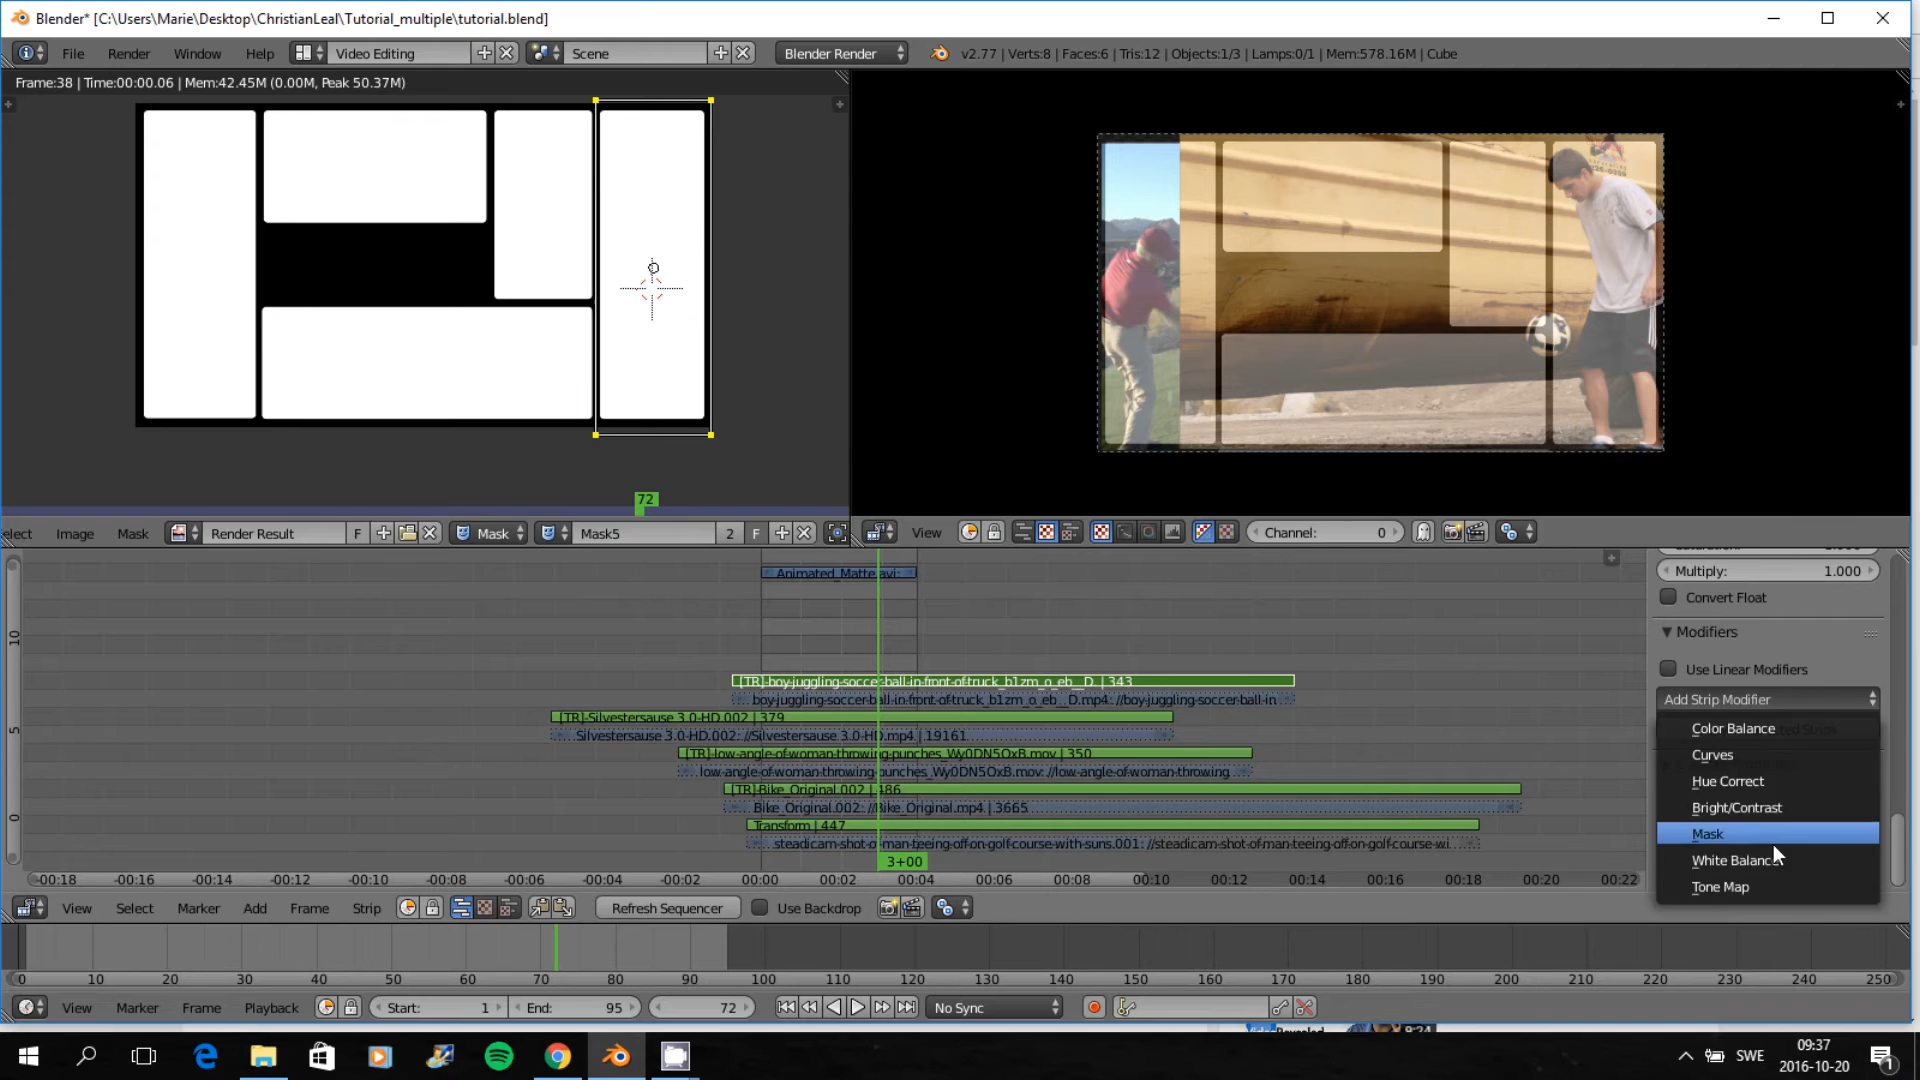 Blender* [C:\Users\Marie\Desktop\ChristianLeal\Tutorial_multiple\tutorial.blend]
File Render Window Help Video Editing Scene Blender Render v2.77 | Verts:8 | Faces:6 | Tris:12 | Objects:1/3 | Lamps:0/1 | Mem:578.16M | Cube
Frame:38 | Time:00:00.06 | Mem:42.45M (0.00M, Peak 50.37M)
72
elect Image Mask Render Result F Mask Mask5 2 F View Channel: 0
Animated_Matte.avi:
Multiply: 1.000
Convert Float
Modifiers
Use Linear Modifiers
Add Strip Modifier
Color Balance
Curves
Hue Correct
Bright/Contrast
Mask
White Balance
Tone Map
10
5
0
[TR]-boy-juggling-soccer-ball-in-front-of-truck_b1zm_o_eb__D. | 343
boy-juggling-soccer-ball-in-front-of-truck_b1zm_o_eb__D.mp4: //boy-juggling-soccer-ball-in
[TR]-Silvestersause 3.0-HD.002 | 379
Silvestersause 3.0-HD.002: //Silvestersause 3.0-HD.mp4 | 19161
[TR]-low-angle-of-woman-throwing-punches_Wy0DN5OxB.mov | 350
low-angle-of-woman-throwing-punches_Wy0DN5OxB.mov: //low-angle-of-woman-throwing
[TR]-Bike_Original.002 | 486
Bike_Original.002: //Bike_Original.mp4 | 3665
Transform | 447
steadicam-shot-of-man-teeing-off-on-golf-course-with-suns.001: //steadicam-shot-of-man-teeing-off-on-golf-course-wi
3+00
-00:18 -00:16 -00:14 -00:12 -00:10 -00:08 -00:06 -00:04 -00:02 00:00 00:02 00:04 00:06 00:08 00:10 00:12 00:14 00:16 00:18 00:20 00:22
View Select Marker Add Frame Strip Refresh Sequencer Use Backdrop
0 10 20 30 40 50 60 70 80 90 100 110 120 130 140 150 160 170 180 190 200 210 220 230 240 250
View Marker Frame Playback Start: 1 End: 95 72 No Sync
9:24
SWE
09:37
2016-10-20
1